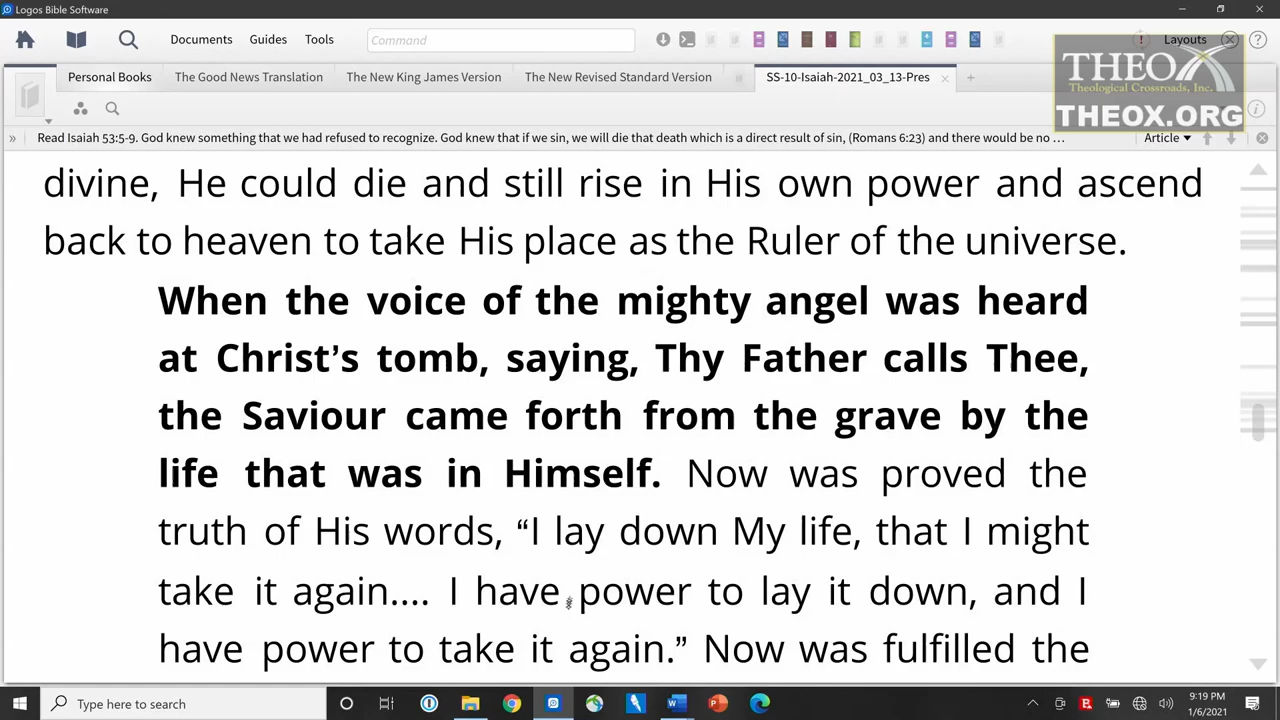 Logos Bible Software
Documents Guides Tools Command Layouts
Personal Books The Good News Translation The New King James Version The New Revised Standard Version SS-10-Isaiah-2021_03_13-Pres
THEOX
Theological Crossroads, Inc.
THEOX.ORG
» Read Isaiah 53:5-9. God knew something that we had refused to recognize. God knew that if we sin, we will die that death which is a direct result of sin, (Romans 6:23) and there would be no … Article
divine, He could die and still rise in His own power and ascend
back to heaven to take His place as the Ruler of the universe.
When the voice of the mighty angel was heard
at Christ's tomb, saying, Thy Father calls Thee,
the Saviour came forth from the grave by the
life that was in Himself. Now was proved the
truth of His words, “I lay down My life, that I might
take it again.... I have power to lay it down, and I
have power to take it again.” Now was fulfilled the
Type here to search
9:19 PM
1/6/2021